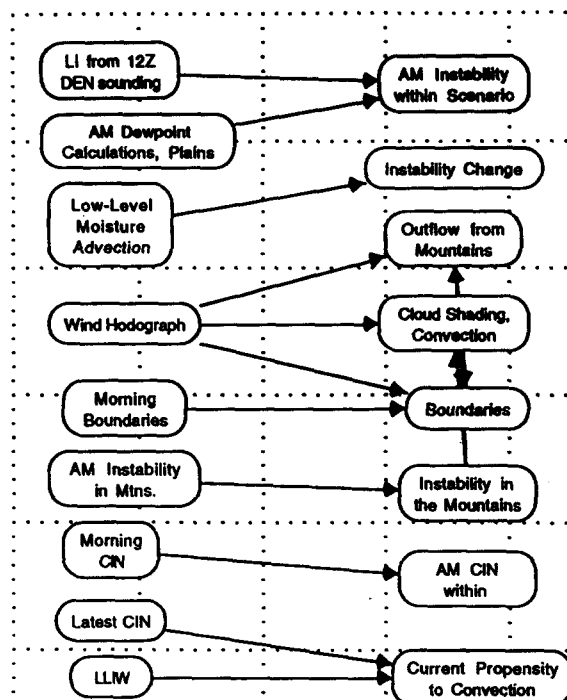 LI from 12Z
DEN sounding
AM Instability
within Scenario
AM Dewpoint
Calculations, Plains
Instability Change
Low-Level
Moisture
Advection
Outflow from
Mountains
Wind Hodograph
Cloud Shading,
Convection
Morning
Boundaries
Boundaries
AM Instability
in Mtns.
Instability in
the Mountains
Morning
CIN
AM CIN
within
Latest CIN
LLIW
Current Propensity
to Convection